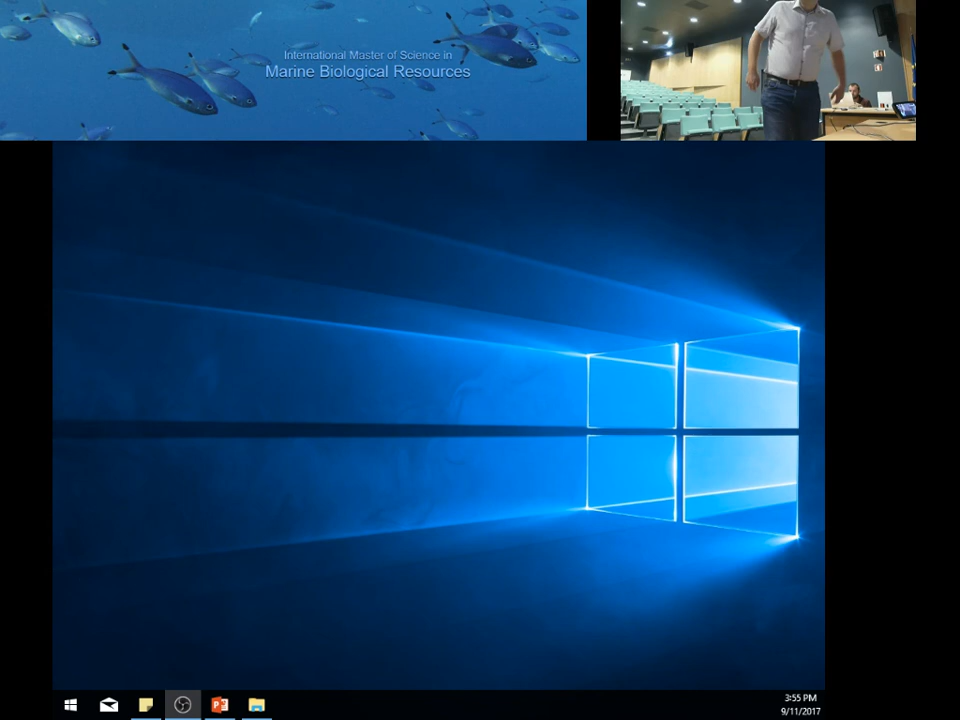 International Master of Science in
Marine Biological Resources
3:55 PM
9/11/2017